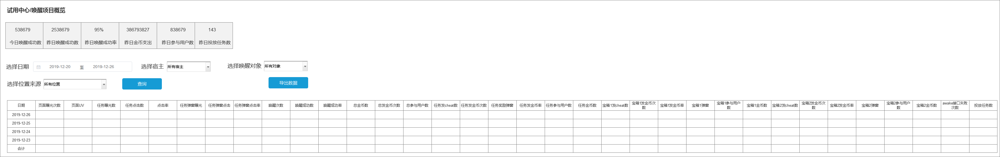 试用中心/唤醒项目概览
538679 2538679 95% 386793827 838679 143
今日唤醒成功数 昨日唤醒成功数 昨日唤醒成功率 昨日金币支出 昨日参与用户数 昨日投放任务数
选择日期 2019-12-20 至 2019-12-26 选择宿主 所有宿主 选择唤醒对象 所有对象
选择位置来源 所有位置 查询 导出数据
日期 页面曝光次数 页面UV 任务曝光数 任务点击数 点击率 任务弹窗曝光 任务弹窗点击 任务弹窗点击率 唤醒次数 唤醒成功数 唤醒成功率 总金币数 总发金币次数 总参与用户数 任务发cheat数 任务发金币次数 任务奖励弹窗 任务发金币率 任务参与用户数 任务金币数 宝箱1发cheat数 宝箱1发金币次数 宝箱1发金币率 宝箱1弹窗 宝箱1参与用户数 宝箱1金币数 宝箱2发cheat数 宝箱2发金币次数 宝箱2发金币率 宝箱2弹窗 宝箱2参与用户数 宝箱2金币数 awake接口失败次数 投放任务数
2019-12-26
2019-12-25
2019-12-24
2019-12-23
合计